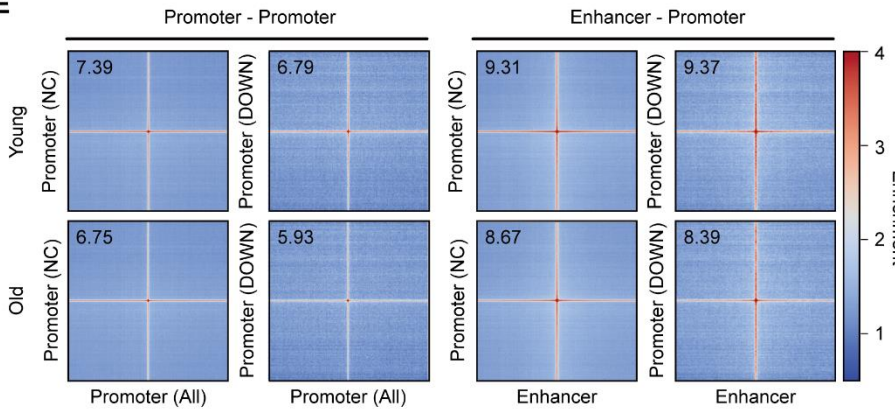 Promoter - Promoter
Enhancer - Promoter
Young
Promoter (NC)
7.39
Promoter (DOWN)
6.79
Promoter (NC)
9.31
Promoter (DOWN)
9.37
Old
Promoter (NC)
6.75
Promoter (DOWN)
5.93
Promoter (NC)
8.67
Promoter (DOWN)
8.39
Promoter (All)
Promoter (All)
Enhancer
Enhancer
4
3
2
1